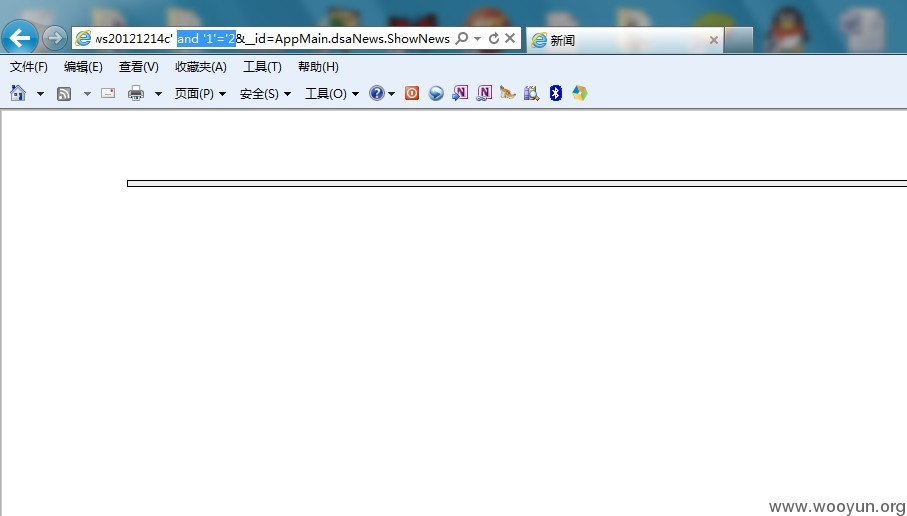 ws20121214c' and '1'='2&__id=AppMain.dsaNews.ShowNews
新闻
文件(F) 编辑(E) 查看(V) 收藏夹(A) 工具(T) 帮助(H)
页面(P) 安全(S) 工具(O)
www.wooyun.org